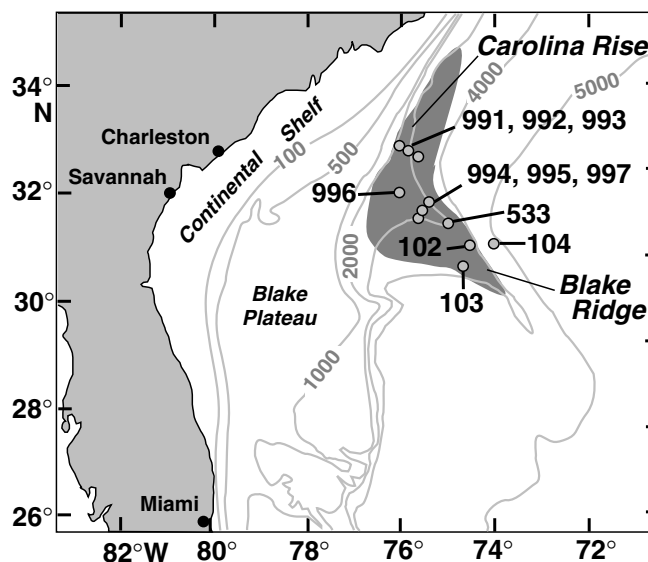 34°
N
32°
30°
28°
26°
82°W
80°
78°
76°
74°
72°
Carolina Rise
4000
5000
991, 992, 993
Charleston
Continental Shelf
100
500
Savannah
996
994, 995, 997
533
2000
102
104
Blake
Plateau
103
Blake
Ridge
1000
Miami